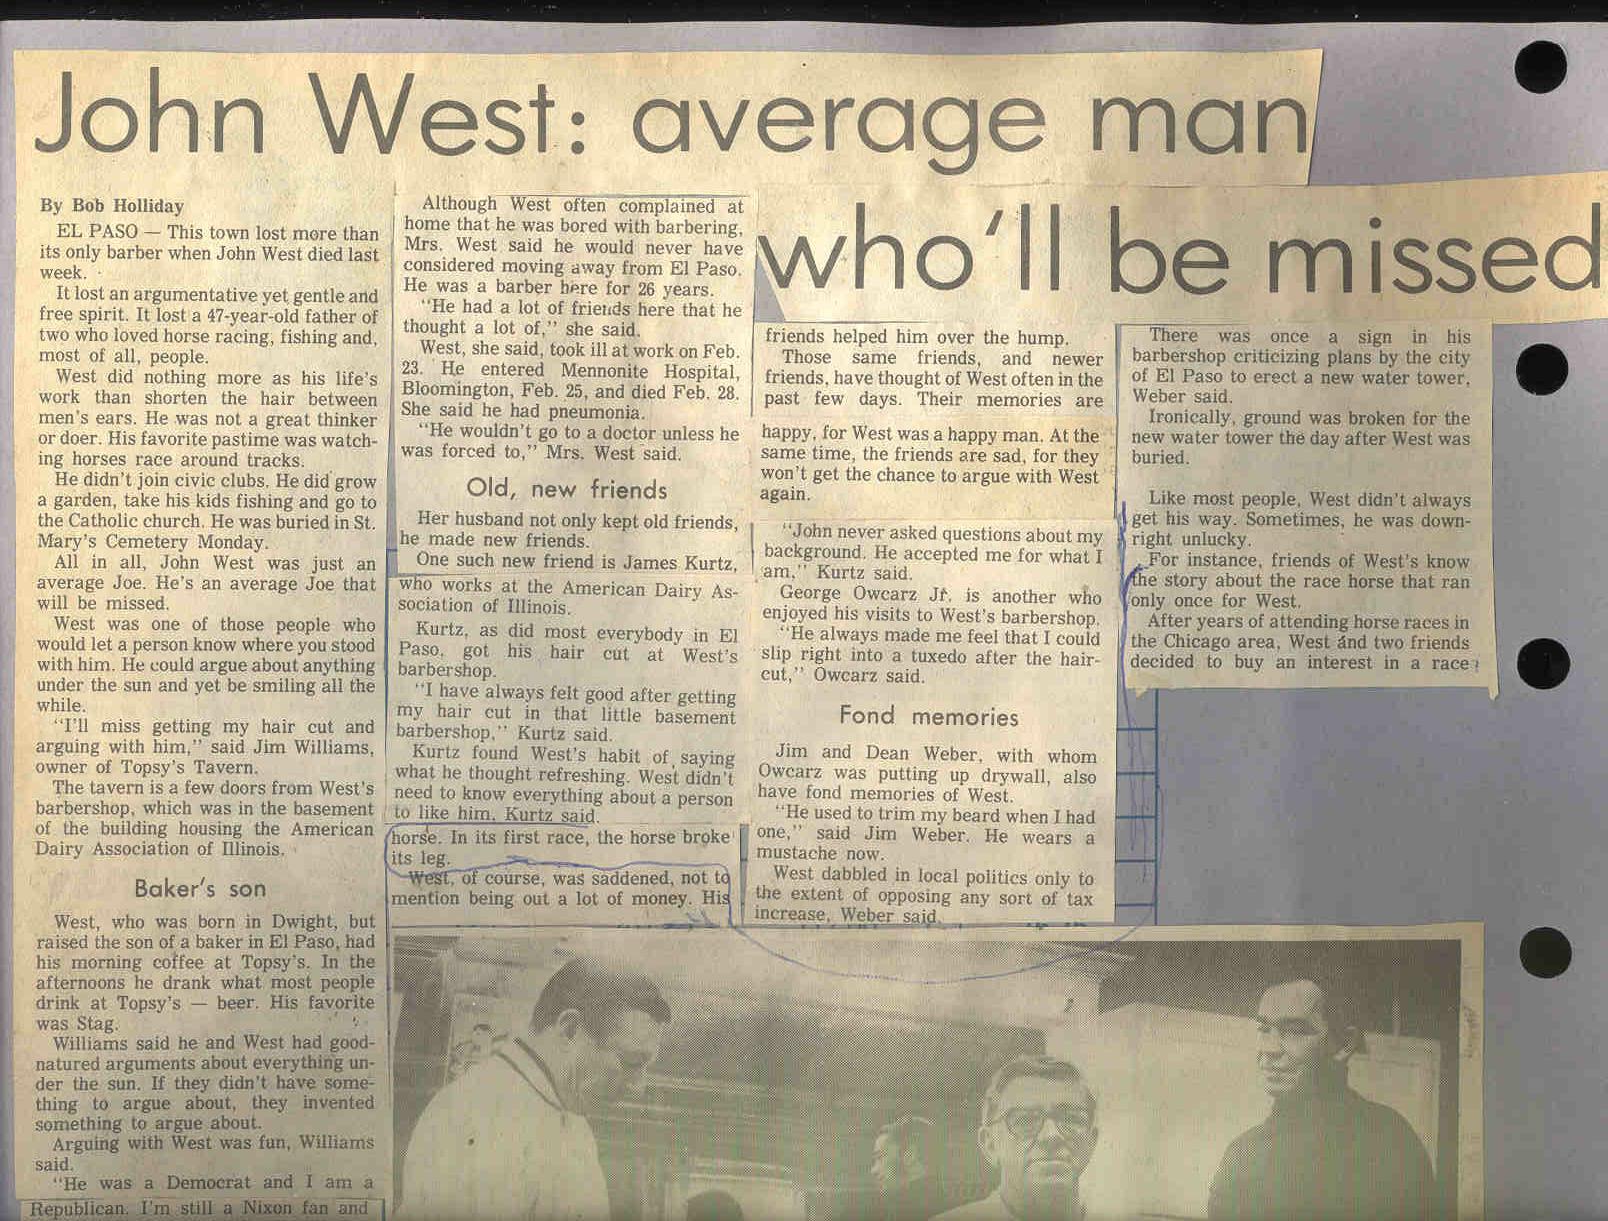 John West: average man
who'll be missed
By Bob Holliday
EL PASO — This town lost more than
its only barber when John West died last
week.
It lost an argumentative yet gentle and
free spirit. It lost a 47-year-old father of
two who loved horse racing, fishing and,
most of all, people.
West did nothing more as his life's
work than shorten the hair between
men's ears. He was not a great thinker
or doer. His favorite pastime was watch-
ing horses race around tracks.
He didn't join civic clubs. He did grow
a garden, take his kids fishing and go to
the Catholic church. He was buried in St.
Mary's Cemetery Monday.
All in all, John West was just an
average Joe. He's an average Joe that
will be missed.
West was one of those people who
would let a person know where you stood
with him. He could argue about anything
under the sun and yet be smiling all the
while.
"I'll miss getting my hair cut and
arguing with him," said Jim Williams,
owner of Topsy's Tavern.
The tavern is a few doors from West's
barbershop, which was in the basement
of the building housing the American
Dairy Association of Illinois.
Baker's son
West, who was born in Dwight, but
raised the son of a baker in El Paso, had
his morning coffee at Topsy's. In the
afternoons he drank what most people
drink at Topsy's — beer. His favorite
was Stag.
Williams said he and West had good-
natured arguments about everything un-
der the sun. If they didn't have some-
thing to argue about, they invented
something to argue about.
Arguing with West was fun, Williams
said.
"He was a Democrat and I am a
Republican. I'm still a Nixon fan and
Although West often complained at
home that he was bored with barbering,
Mrs. West said he would never have
considered moving away from El Paso.
He was a barber here for 26 years.
"He had a lot of friends here that he
thought a lot of," she said.
West, she said, took ill at work on Feb.
23. He entered Mennonite Hospital,
Bloomington, Feb. 25, and died Feb. 28.
She said he had pneumonia.
"He wouldn't go to a doctor unless he
was forced to," Mrs. West said.
Old, new friends
Her husband not only kept old friends,
he made new friends.
One such new friend is James Kurtz,
who works at the American Dairy As-
sociation of Illinois.
Kurtz, as did most everybody in El
Paso, got his hair cut at West's
barbershop.
"I have always felt good after getting
my hair cut in that little basement
barbershop," Kurtz said.
Kurtz found West's habit of saying
what he thought refreshing. West didn't
need to know everything about a person
to like him, Kurtz said.
horse. In its first race, the horse broke
its leg.
West, of course, was saddened, not to
mention being out a lot of money. His
friends helped him over the hump.
Those same friends, and newer
friends, have thought of West often in the
past few days. Their memories are
happy, for West was a happy man. At the
same time, the friends are sad, for they
won't get the chance to argue with West
again.
"John never asked questions about my
background. He accepted me for what I
am," Kurtz said.
George Owcarz Jr. is another who
enjoyed his visits to West's barbershop.
"He always made me feel that I could
slip right into a tuxedo after the hair-
cut," Owcarz said.
Fond memories
Jim and Dean Weber, with whom
Owcarz was putting up drywall, also
have fond memories of West.
"He used to trim my beard when I had
one," said Jim Weber. He wears a
mustache now.
West dabbled in local politics only to
the extent of opposing any sort of tax
increase, Weber said.
There was once a sign in his
barbershop criticizing plans by the city
of El Paso to erect a new water tower,
Weber said.
Ironically, ground was broken for the
new water tower the day after West was
buried.
Like most people, West didn't always
get his way. Sometimes, he was down-
right unlucky.
For instance, friends of West's know
the story about the race horse that ran
only once for West.
After years of attending horse races in
the Chicago area, West and two friends
decided to buy an interest in a race